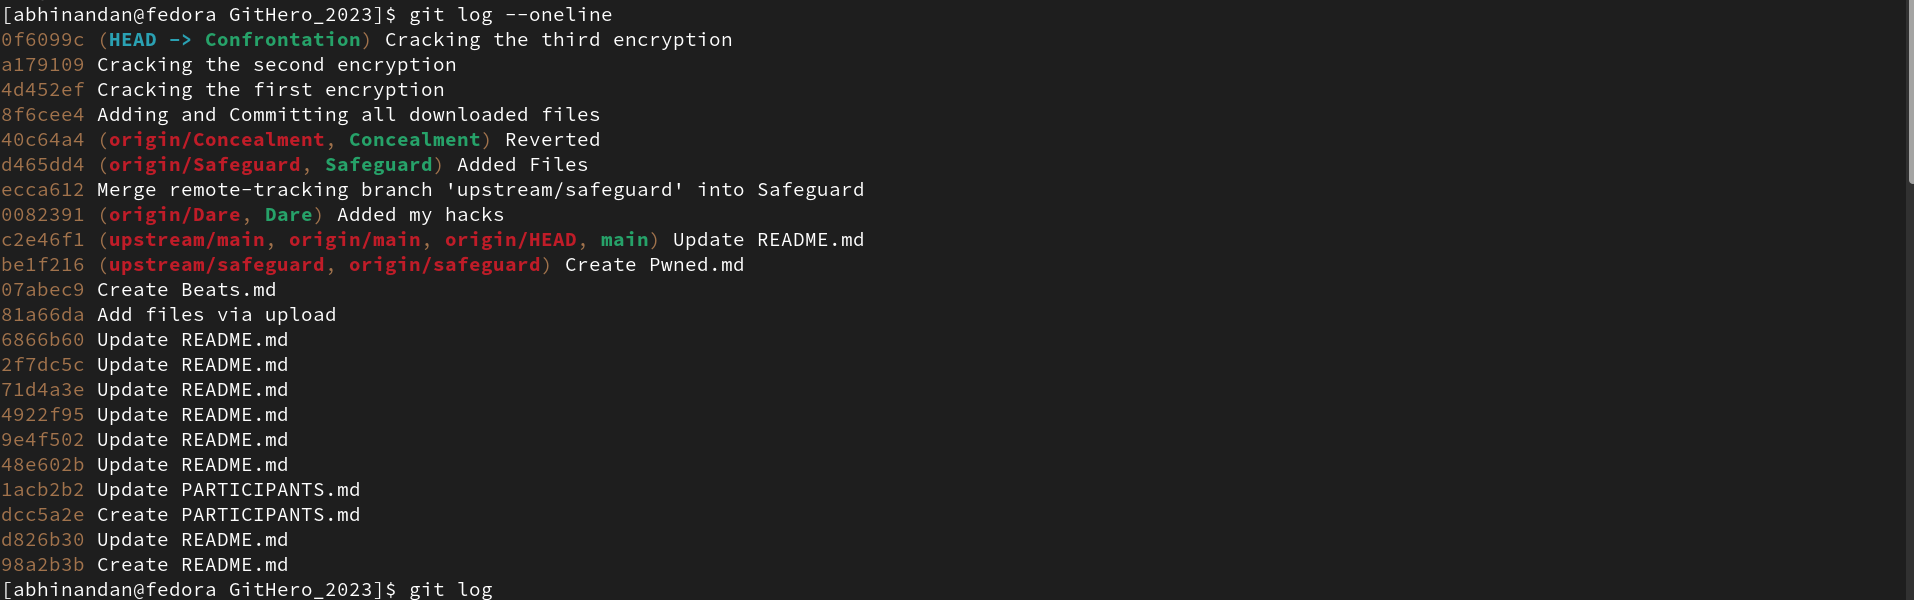 [abhinandan@fedora GitHero_2023]$ git log --oneline
0f6099c (HEAD -> Confrontation) Cracking the third encryption
a179109 Cracking the second encryption
4d452ef Cracking the first encryption
8f6cee4 Adding and Committing all downloaded files
40c64a4 (origin/Concealment, Concealment) Reverted
d465dd4 (origin/Safeguard, Safeguard) Added Files
ecca612 Merge remote-tracking branch 'upstream/safeguard' into Safeguard
0082391 (origin/Dare, Dare) Added my hacks
c2e46f1 (upstream/main, origin/main, origin/HEAD, main) Update README.md
be1f216 (upstream/safeguard, origin/safeguard) Create Pwned.md
07abec9 Create Beats.md
81a66da Add files via upload
6866b60 Update README.md
2f7dc5c Update README.md
71d4a3e Update README.md
4922f95 Update README.md
9e4f502 Update README.md
48e602b Update README.md
1acb2b2 Update PARTICIPANTS.md
dcc5a2e Create PARTICIPANTS.md
d826b30 Update README.md
98a2b3b Create README.md
[abhinandan@fedora GitHero_2023]$ git log